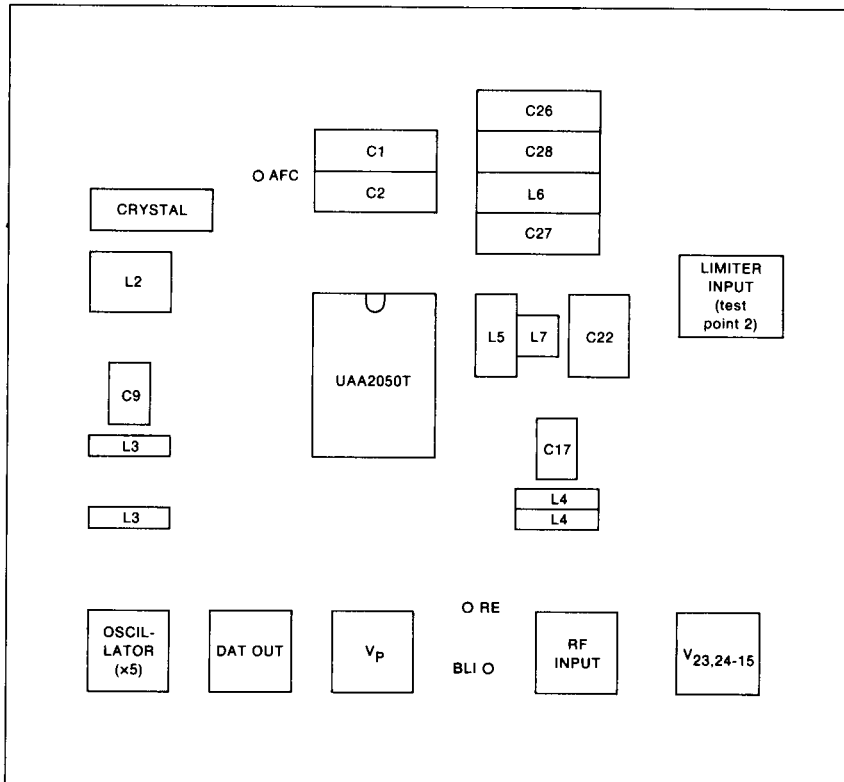 C26
C1
C28
O AFC
C2
L6
CRYSTAL
C27
L2
LIMITER
INPUT
(test
point 2)
UAA2050T
L5
L7
C22
C9
L3
C17
L4
L4
L3
O RE
OSCIL-
LATOR
(x5)
DAT OUT
VP
BLI O
RF
INPUT
V23,24-15